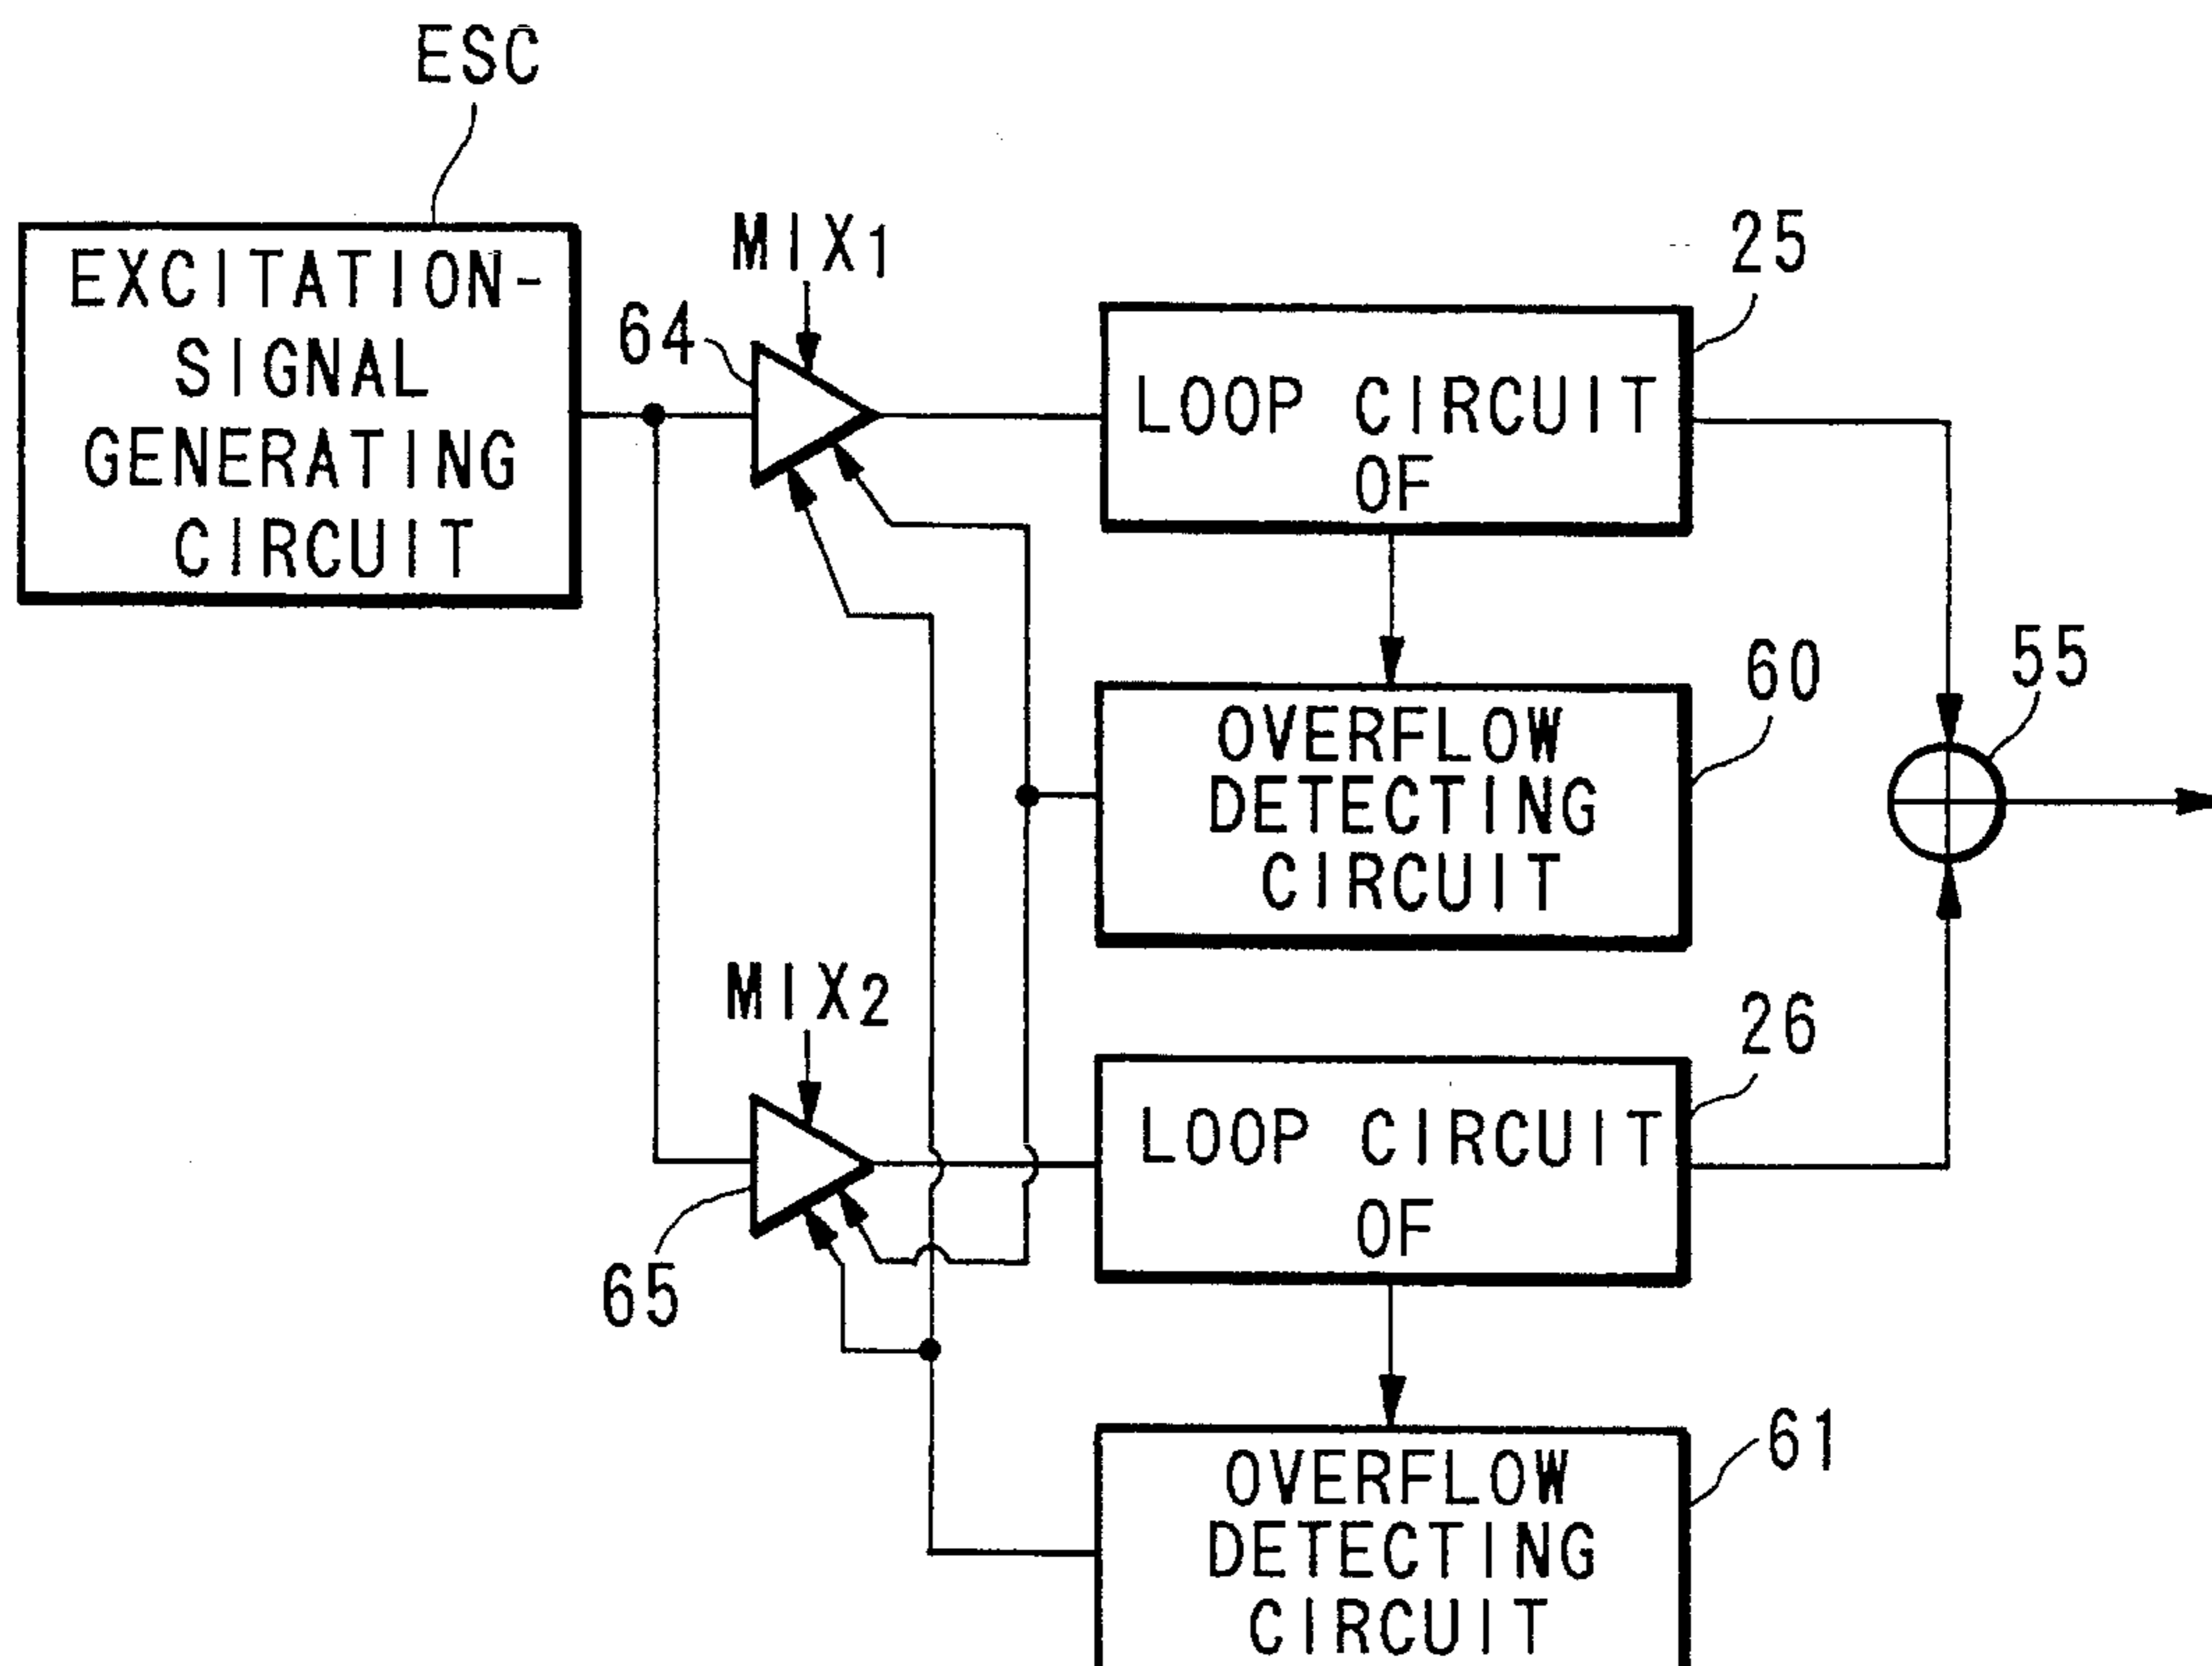 ESC
EXCITATION-
SIGNAL
GENERATING
CIRCUIT
MIX1
64
25
LOOP CIRCUIT
OF
60
OVERFLOW
DETECTING
CIRCUIT
55
MIX2
65
26
LOOP CIRCUIT
OF
61
OVERFLOW
DETECTING
CIRCUIT